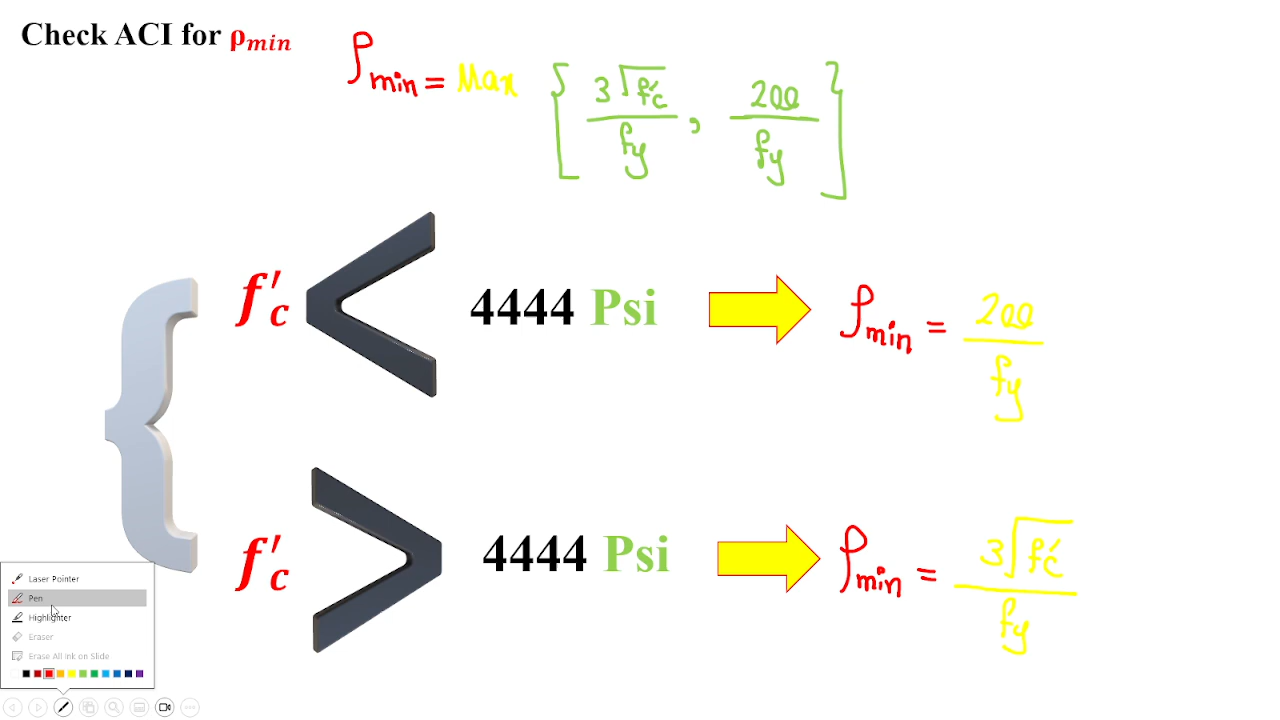 Check ACI for ρmin
ρmin = Max [ 3√f'c / fy , 200 / fy ]
f'c < 4444 Psi ρmin = 200 / fy
f'c > 4444 Psi ρmin = 3√f'c / fy
Laser Pointer
Pen
Highlighter
Eraser
Erase All Ink on Slide